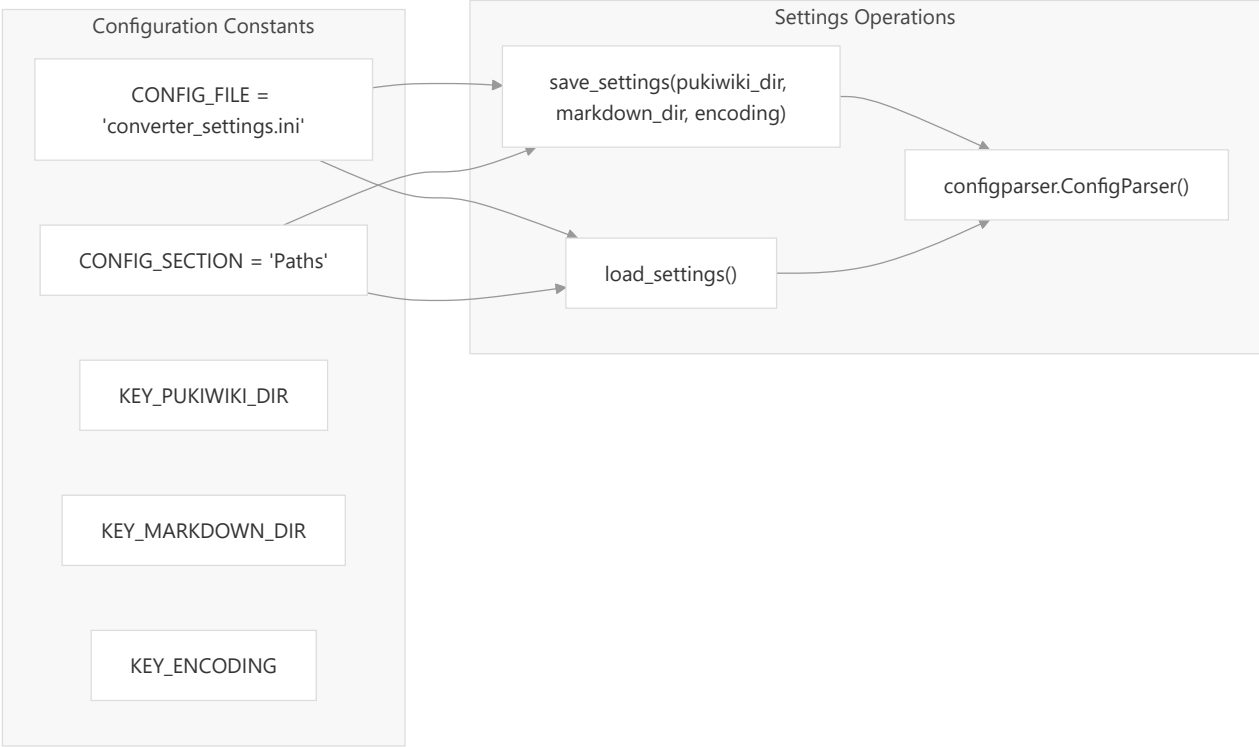 Configuration Constants
CONFIG_FILE =
'converter_settings.ini'
CONFIG_SECTION = 'Paths'
KEY_PUKIWIKI_DIR
KEY_MARKDOWN_DIR
KEY_ENCODING
Settings Operations
save_settings(pukiwiki_dir,
markdown_dir, encoding)
load_settings()
configparser.ConfigParser()